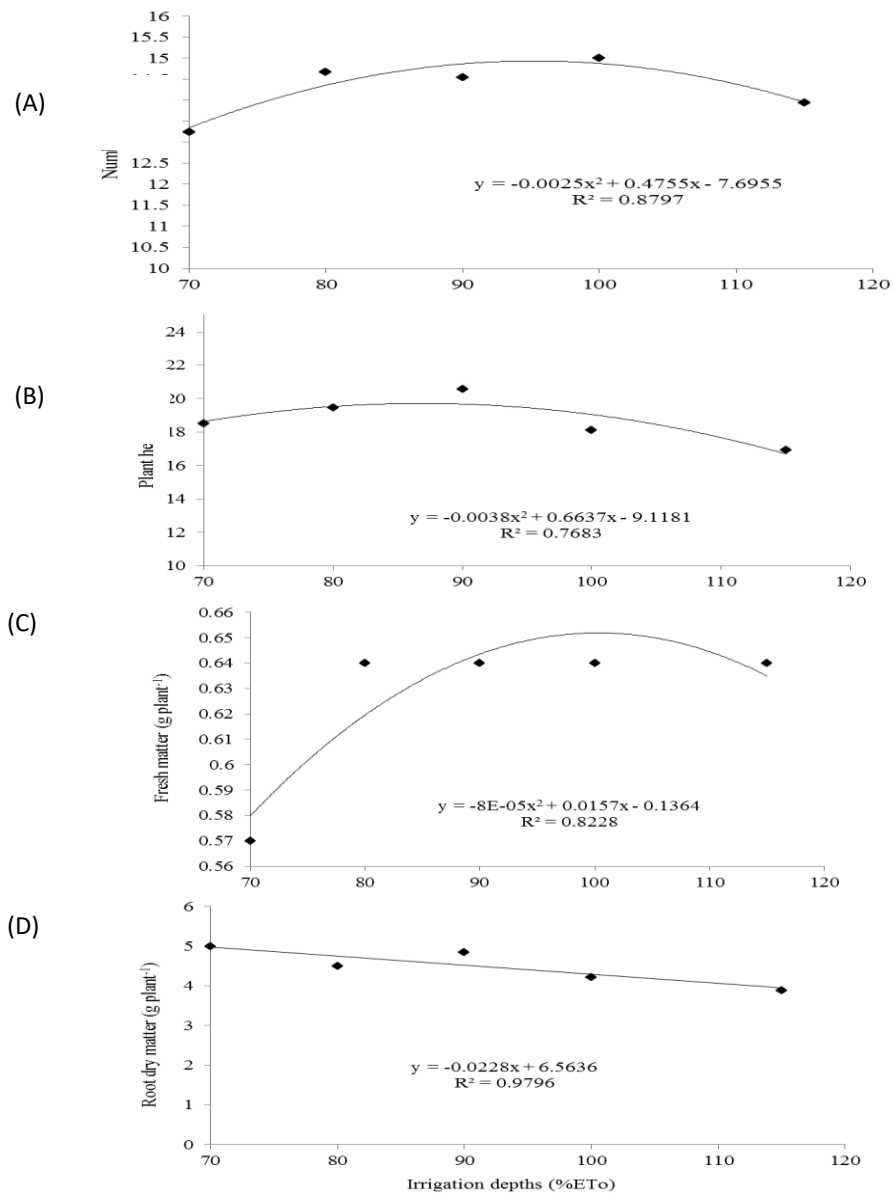 (A)
16
15.5
15
12.5
12
11.5
11
10.5
10
Num
y = -0.0025x² + 0.4755x - 7.6955
R² = 0.8797
70 80 90 100 110 120
(B)
24
22
20
18
16
14
12
10
Plant he
y = -0.0038x² + 0.6637x - 9.1181
R² = 0.7683
70 80 90 100 110 120
(C)
0.66
0.65
0.64
0.63
0.62
0.61
0.6
0.59
0.58
0.57
0.56
Fresh matter (g plant⁻¹)
y = -8E-05x² + 0.0157x - 0.1364
R² = 0.8228
70 80 90 100 110 120
(D)
6
5
4
3
2
1
0
Root dry matter (g plant⁻¹)
y = -0.0228x + 6.5636
R² = 0.9796
70 80 90 100 110 120
Irrigation depths (%ETo)